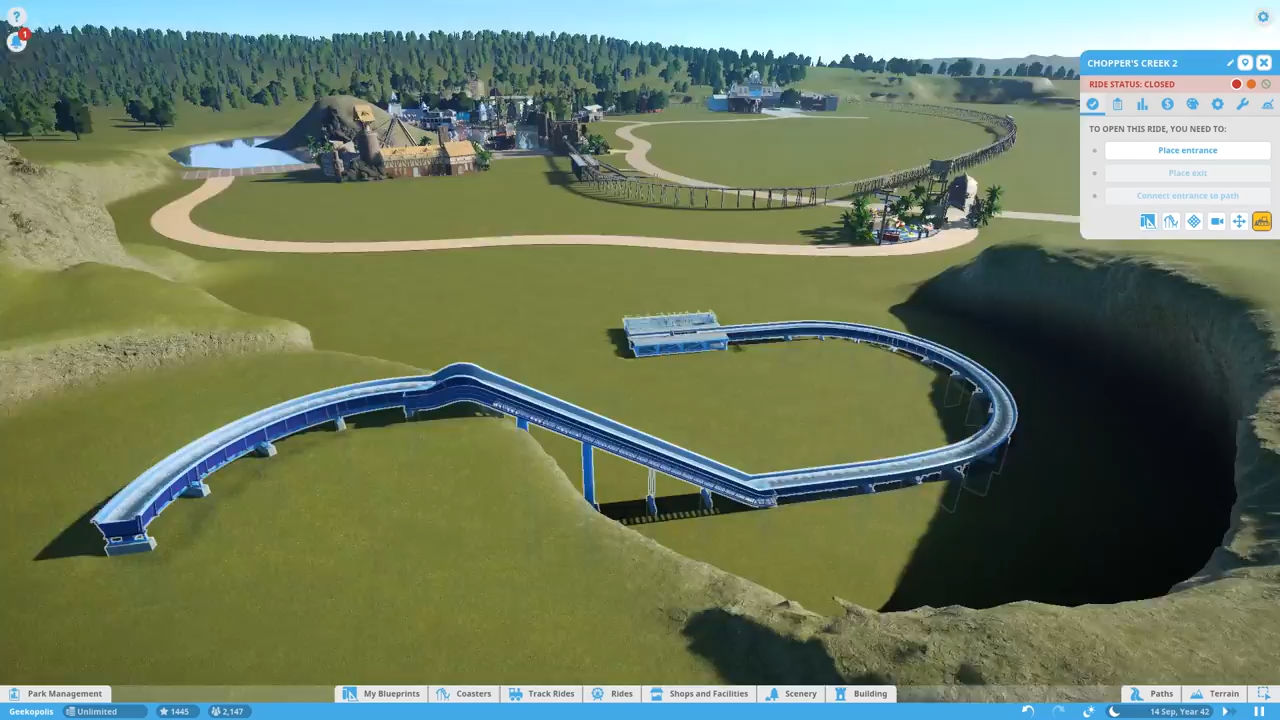 ?
1
CHOPPER'S CREEK 2
RIDE STATUS: CLOSED
TO OPEN THIS RIDE, YOU NEED TO:
Place entrance
Place exit
Connect entrance to path
Park Management
My Blueprints
Coasters
Track Rides
Rides
Shops and Facilities
Scenery
Building
Paths
Terrain
Geekopolis
Unlimited
1445
2,147
14 Sep, Year 42